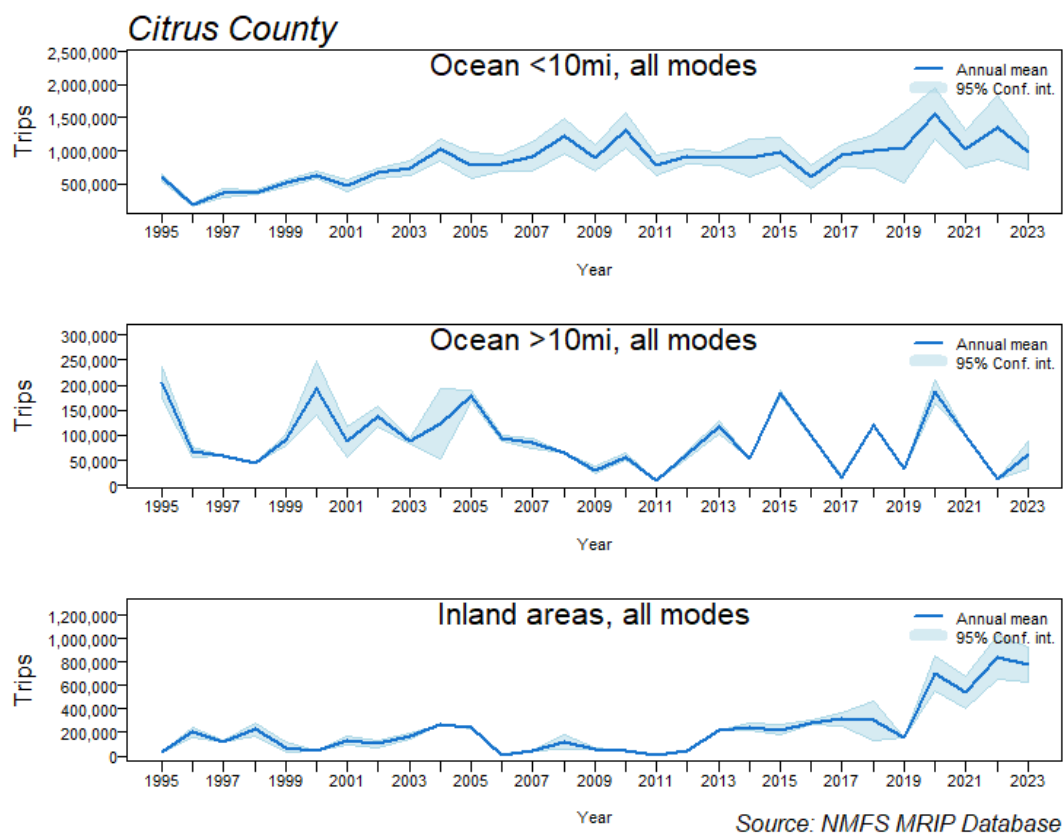 Citrus County
Ocean <10mi, all modes
Annual mean
95% Conf. int.
2,500,000
2,000,000
1,500,000
1,000,000
500,000
Trips
1995 1997 1999 2001 2003 2005 2007 2009 2011 2013 2015 2017 2019 2021 2023
Year
Ocean >10mi, all modes
Annual mean
95% Conf. int.
300,000
250,000
200,000
150,000
100,000
50,000
0
Trips
1995 1997 1999 2001 2003 2005 2007 2009 2011 2013 2015 2017 2019 2021 2023
Year
Inland areas, all modes
Annual mean
95% Conf. int.
1,200,000
1,000,000
800,000
600,000
400,000
200,000
0
Trips
1995 1997 1999 2001 2003 2005 2007 2009 2011 2013 2015 2017 2019 2021 2023
Year
Source: NMFS MRIP Database